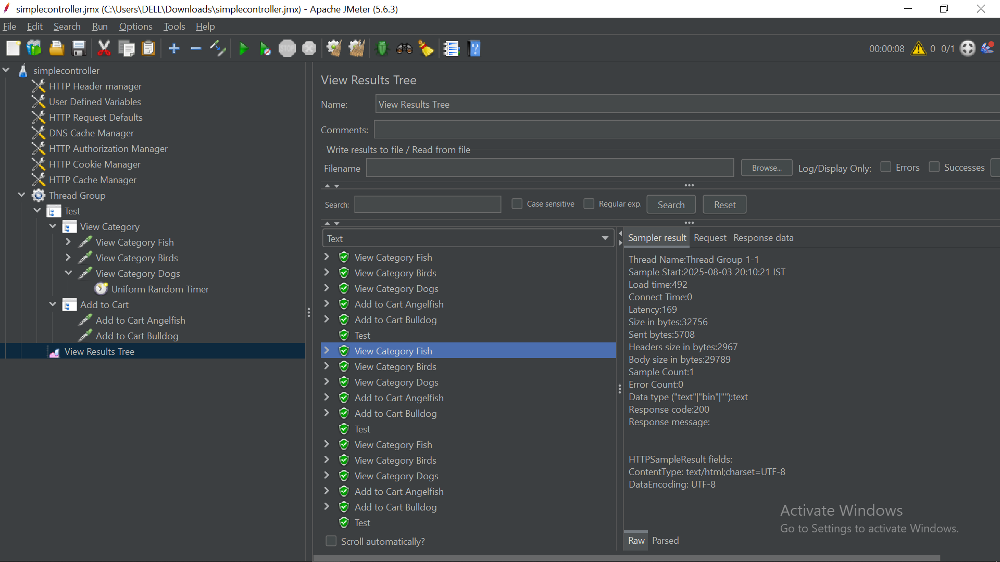 simplecontroller.jmx (C:\Users\DELL\Downloads\simplecontroller.jmx) - Apache JMeter (5.6.3)
File Edit Search Run Options Tools Help
STOP
00:00:08 0 0/1
simplecontroller
HTTP Header manager
User Defined Variables
HTTP Request Defaults
DNS Cache Manager
HTTP Authorization Manager
HTTP Cookie Manager
HTTP Cache Manager
Thread Group
Test
View Category
View Category Fish
View Category Birds
View Category Dogs
Uniform Random Timer
Add to Cart
Add to Cart Angelfish
Add to Cart Bulldog
View Results Tree
View Results Tree
Name: View Results Tree
Comments:
Write results to file / Read from file
Filename Browse... Log/Display Only: Errors Successes
Search: Case sensitive Regular exp. Search Reset
Text
View Category Fish
View Category Birds
View Category Dogs
Add to Cart Angelfish
Add to Cart Bulldog
Test
View Category Fish
View Category Birds
View Category Dogs
Add to Cart Angelfish
Add to Cart Bulldog
Test
View Category Fish
View Category Birds
View Category Dogs
Add to Cart Angelfish
Add to Cart Bulldog
Test
Scroll automatically?
Sampler result Request Response data
Thread Name:Thread Group 1-1
Sample Start:2025-08-03 20:10:21 IST
Load time:492
Connect Time:0
Latency:169
Size in bytes:32756
Sent bytes:5708
Headers size in bytes:2967
Body size in bytes:29789
Sample Count:1
Error Count:0
Data type ("text"|"bin"|""):text
Response code:200
Response message:
HTTPSampleResult fields:
ContentType: text/html;charset=UTF-8
DataEncoding: UTF-8
Raw Parsed
Activate Windows
Go to Settings to activate Windows.